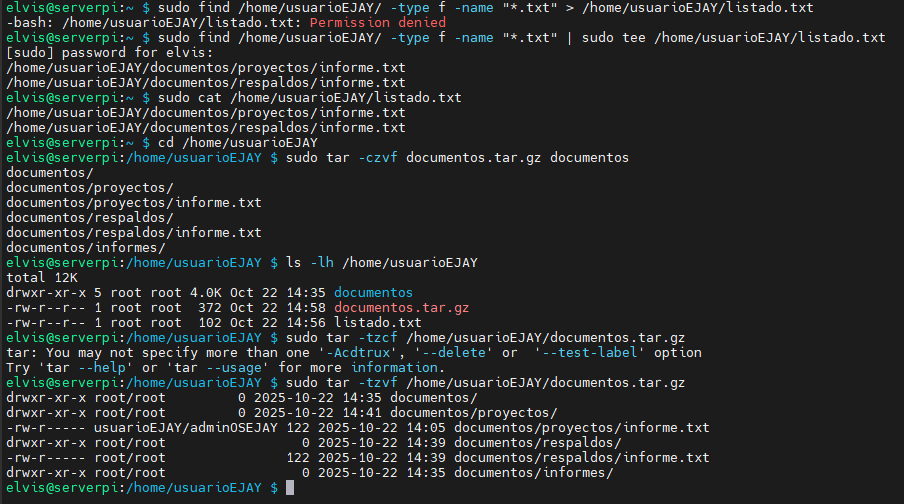 elvis@serverpi:~ $ sudo find /home/usuarioEJAY/ -type f -name "*.txt" > /home/usuarioEJAY/listado.txt
-bash: /home/usuarioEJAY/listado.txt: Permission denied
elvis@serverpi:~ $ sudo find /home/usuarioEJAY/ -type f -name "*.txt" | sudo tee /home/usuarioEJAY/listado.txt
[sudo] password for elvis:
/home/usuarioEJAY/documentos/proyectos/informe.txt
/home/usuarioEJAY/documentos/respaldos/informe.txt
elvis@serverpi:~ $ sudo cat /home/usuarioEJAY/listado.txt
/home/usuarioEJAY/documentos/proyectos/informe.txt
/home/usuarioEJAY/documentos/respaldos/informe.txt
elvis@serverpi:~ $ cd /home/usuarioEJAY
elvis@serverpi:/home/usuarioEJAY $ sudo tar -czvf documentos.tar.gz documentos
documentos/
documentos/proyectos/
documentos/proyectos/informe.txt
documentos/respaldos/
documentos/respaldos/informe.txt
documentos/informes/
elvis@serverpi:/home/usuarioEJAY $ ls -lh /home/usuarioEJAY
total 12K
drwxr-xr-x 5 root root 4.0K Oct 22 14:35 documentos
-rw-r--r-- 1 root root  372 Oct 22 14:58 documentos.tar.gz
-rw-r--r-- 1 root root  102 Oct 22 14:56 listado.txt
elvis@serverpi:/home/usuarioEJAY $ sudo tar -tzcf /home/usuarioEJAY/documentos.tar.gz
tar: You may not specify more than one '-Acdtrux', '--delete' or  '--test-label' option
Try 'tar --help' or 'tar --usage' for more information.
elvis@serverpi:/home/usuarioEJAY $ sudo tar -tzvf /home/usuarioEJAY/documentos.tar.gz
drwxr-xr-x root/root         0 2025-10-22 14:35 documentos/
drwxr-xr-x root/root         0 2025-10-22 14:41 documentos/proyectos/
-rw-r----- usuarioEJAY/adminOSEJAY 122 2025-10-22 14:05 documentos/proyectos/informe.txt
drwxr-xr-x root/root                 0 2025-10-22 14:39 documentos/respaldos/
-rw-r----- root/root               122 2025-10-22 14:39 documentos/respaldos/informe.txt
drwxr-xr-x root/root                 0 2025-10-22 14:35 documentos/informes/
elvis@serverpi:/home/usuarioEJAY $